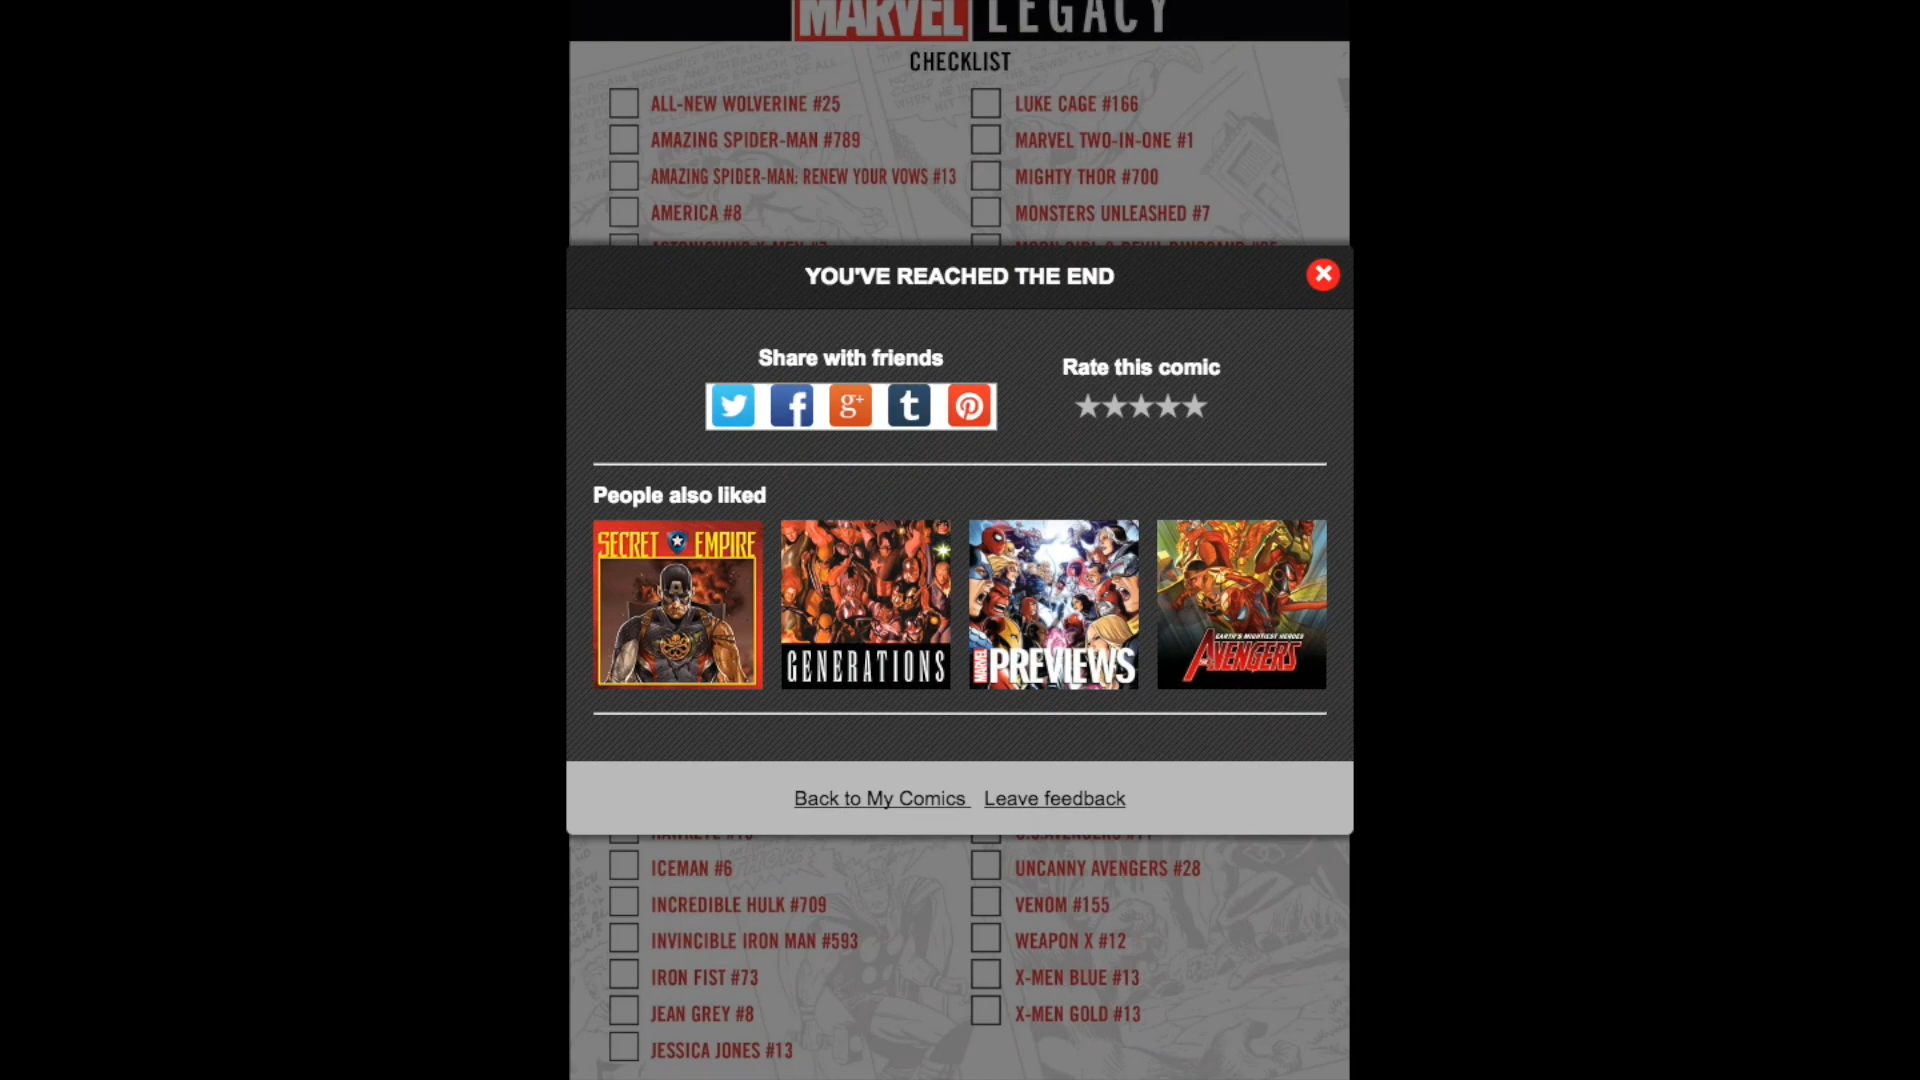 MARVEL LEGACY
CHECKLIST
ALL-NEW WOLVERINE #25
AMAZING SPIDER-MAN #789
AMAZING SPIDER-MAN: RENEW YOUR VOWS #13
AMERICA #8
LUKE CAGE #166
MARVEL TWO-IN-ONE #1
MIGHTY THOR #700
MONSTERS UNLEASHED #7
YOU'VE REACHED THE END
Share with friends
Rate this comic
People also liked
SECRET EMPIRE
GENERATIONS
MARVEL PREVIEWS
EARTH'S MIGHTIEST HEROES
AVENGERS
Back to My Comics Leave feedback
ICEMAN #6
INCREDIBLE HULK #709
INVINCIBLE IRON MAN #593
IRON FIST #73
JEAN GREY #8
JESSICA JONES #13
UNCANNY AVENGERS #28
VENOM #155
WEAPON X #12
X-MEN BLUE #13
X-MEN GOLD #13